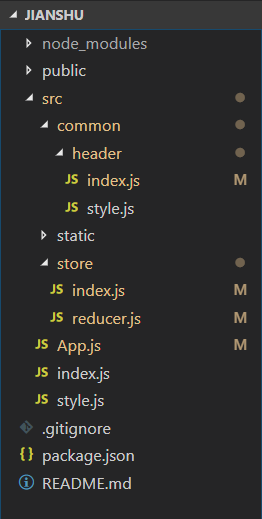 JIANSHU
node_modules
public
src
common
header
JS index.js M
JS style.js
static
store
JS index.js M
JS reducer.js M
JS App.js M
JS index.js
JS style.js
.gitignore
{} package.json
README.md